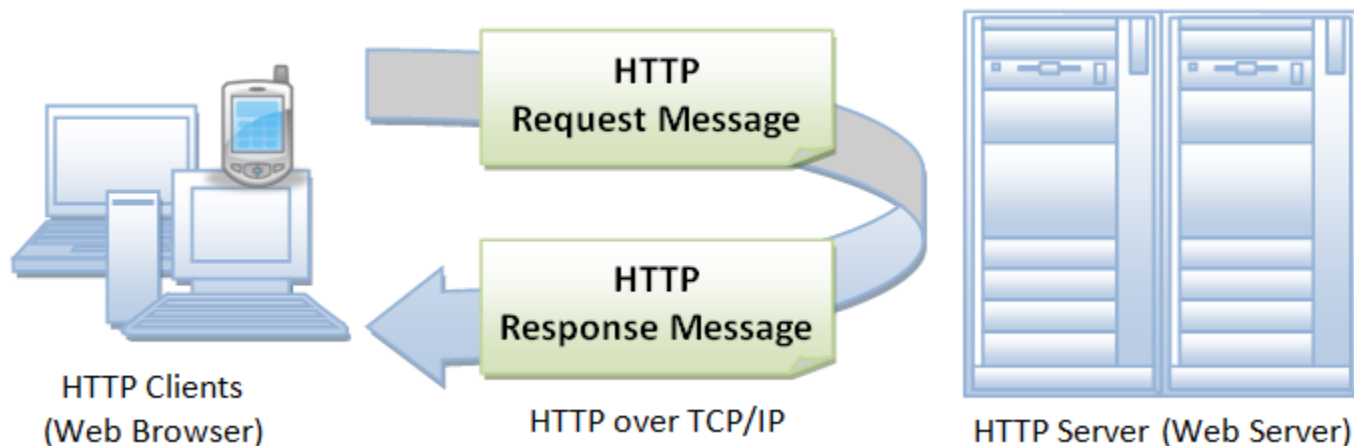 HTTP
Request Message
HTTP
Response Message
HTTP Clients
(Web Browser)
HTTP over TCP/IP
HTTP Server (Web Server)